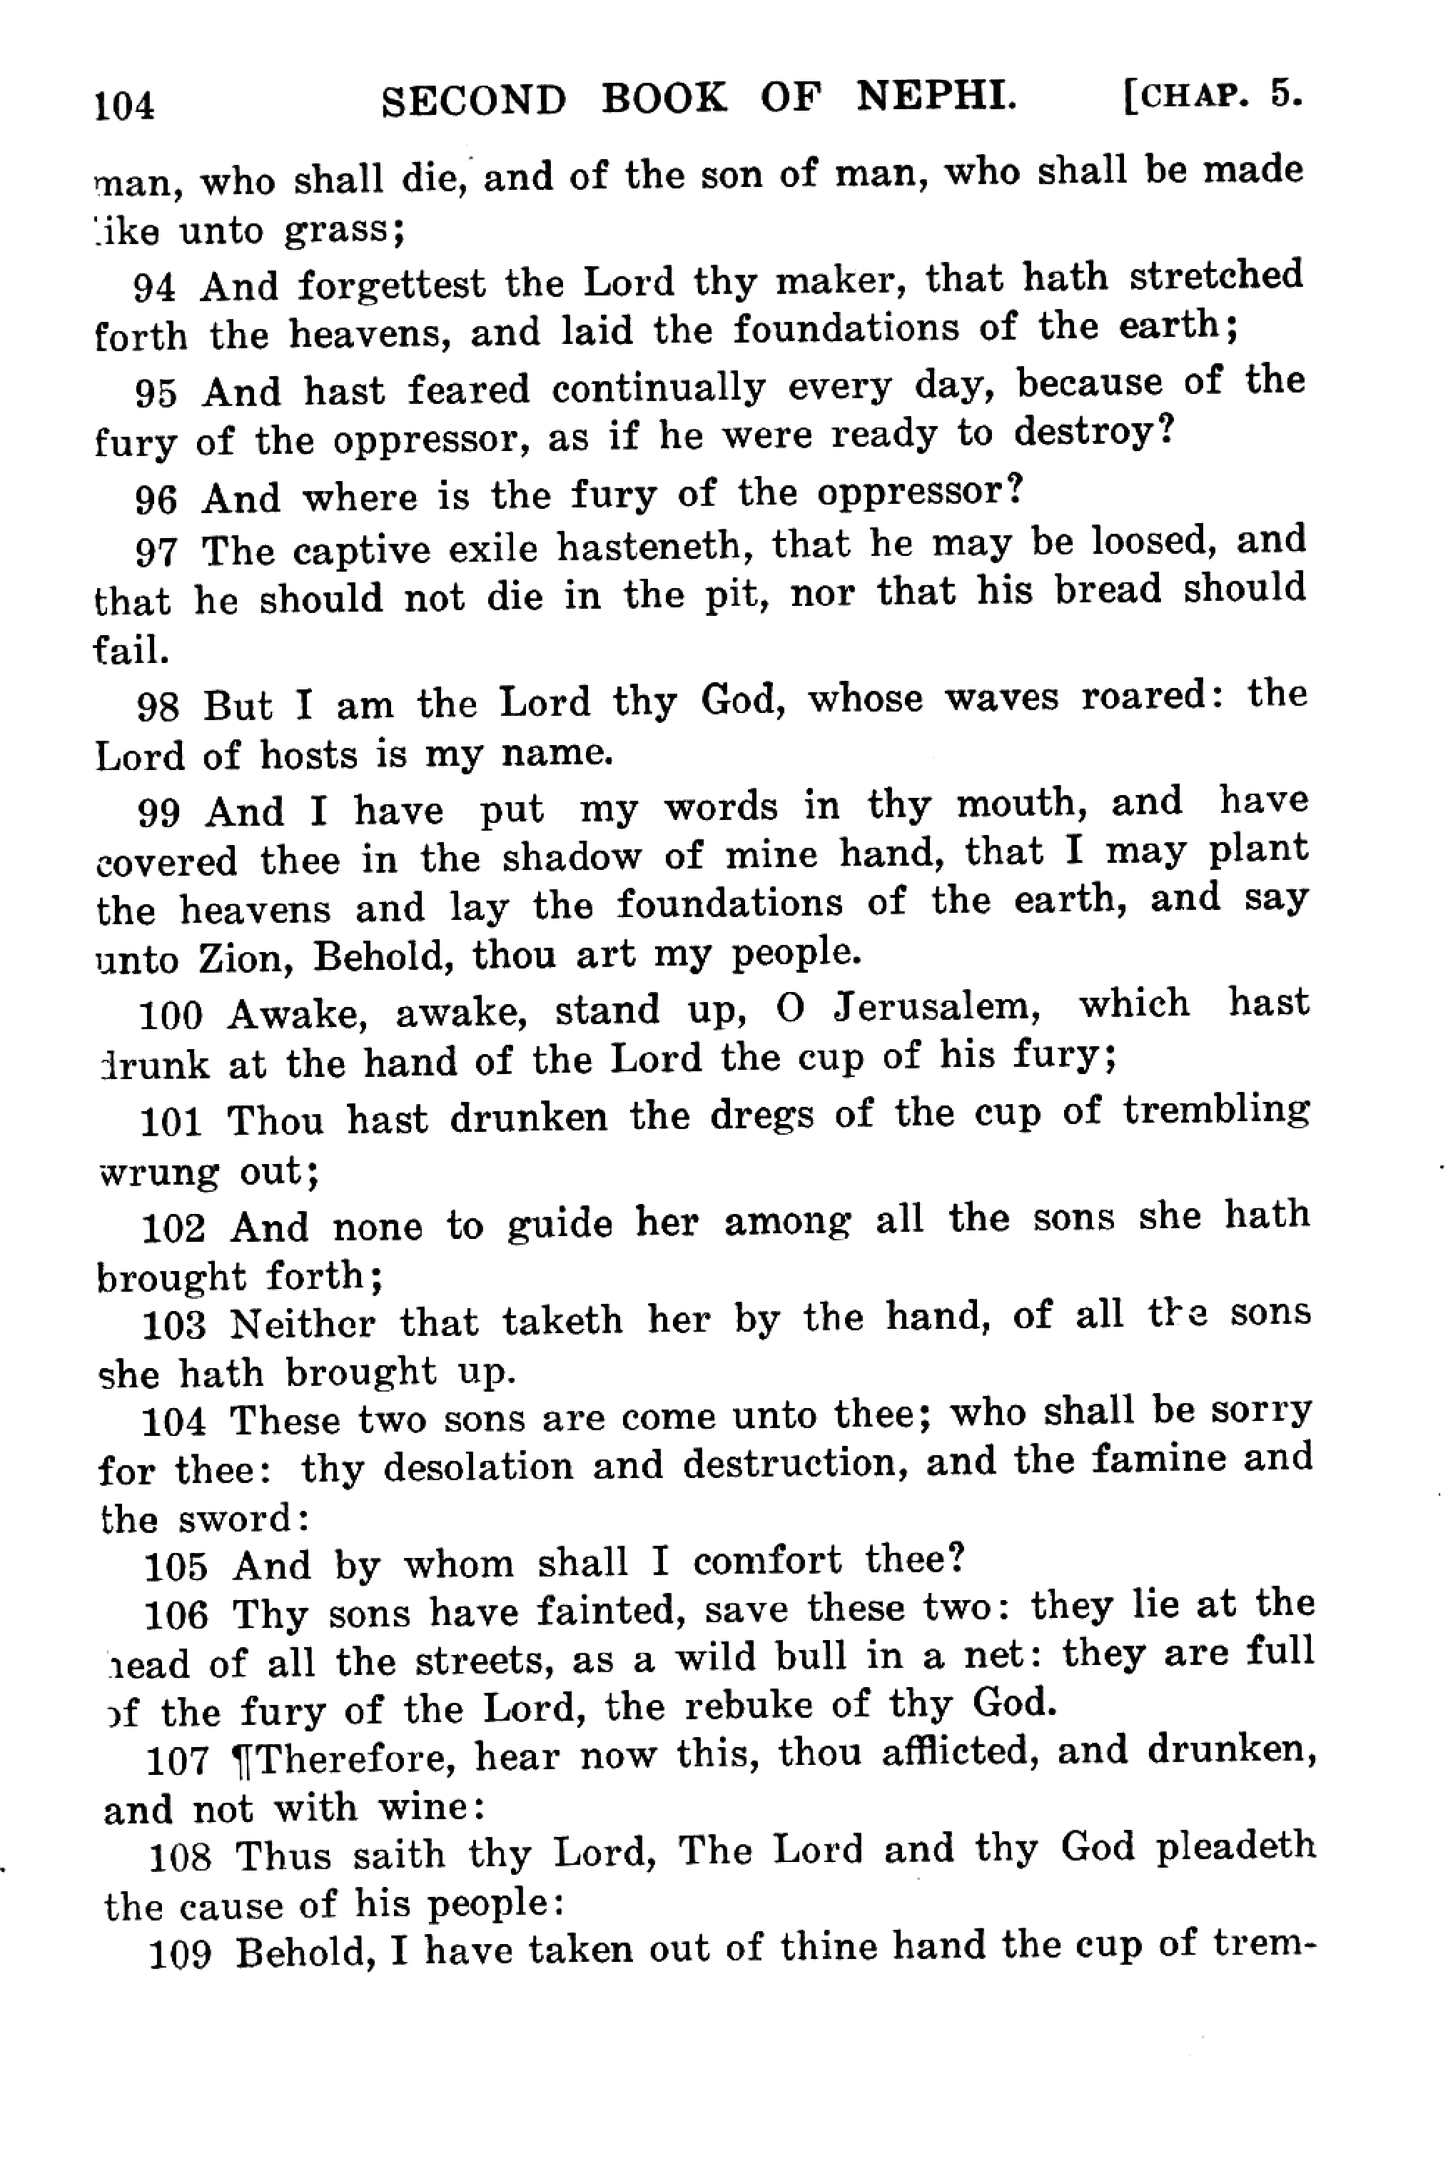 104 SECOND BOOK OF NEPHI. [CHAP. 5.
man, who shall die, and of the son of man, who shall be made
like unto grass;
94 And forgettest the Lord thy maker, that hath stretched
forth the heavens, and laid the foundations of the earth;
95 And hast feared continually every day, because of the
fury of the oppressor, as if he were ready to destroy?
96 And where is the fury of the oppressor?
97 The captive exile hasteneth, that he may be loosed, and
that he should not die in the pit, nor that his bread should
fail.
98 But I am the Lord thy God, whose waves roared: the
Lord of hosts is my name.
99 And I have put my words in thy mouth, and have
covered thee in the shadow of mine hand, that I may plant
the heavens and lay the foundations of the earth, and say
unto Zion, Behold, thou art my people.
100 Awake, awake, stand up, O Jerusalem, which hast
drunk at the hand of the Lord the cup of his fury;
101 Thou hast drunken the dregs of the cup of trembling
wrung out;
102 And none to guide her among all the sons she hath
brought forth;
103 Neither that taketh her by the hand, of all the sons
she hath brought up.
104 These two sons are come unto thee; who shall be sorry
for thee: thy desolation and destruction, and the famine and
the sword:
105 And by whom shall I comfort thee?
106 Thy sons have fainted, save these two: they lie at the
head of all the streets, as a wild bull in a net: they are full
of the fury of the Lord, the rebuke of thy God.
107 ¶Therefore, hear now this, thou afflicted, and drunken,
and not with wine:
108 Thus saith thy Lord, The Lord and thy God pleadeth
the cause of his people:
109 Behold, I have taken out of thine hand the cup of trem-